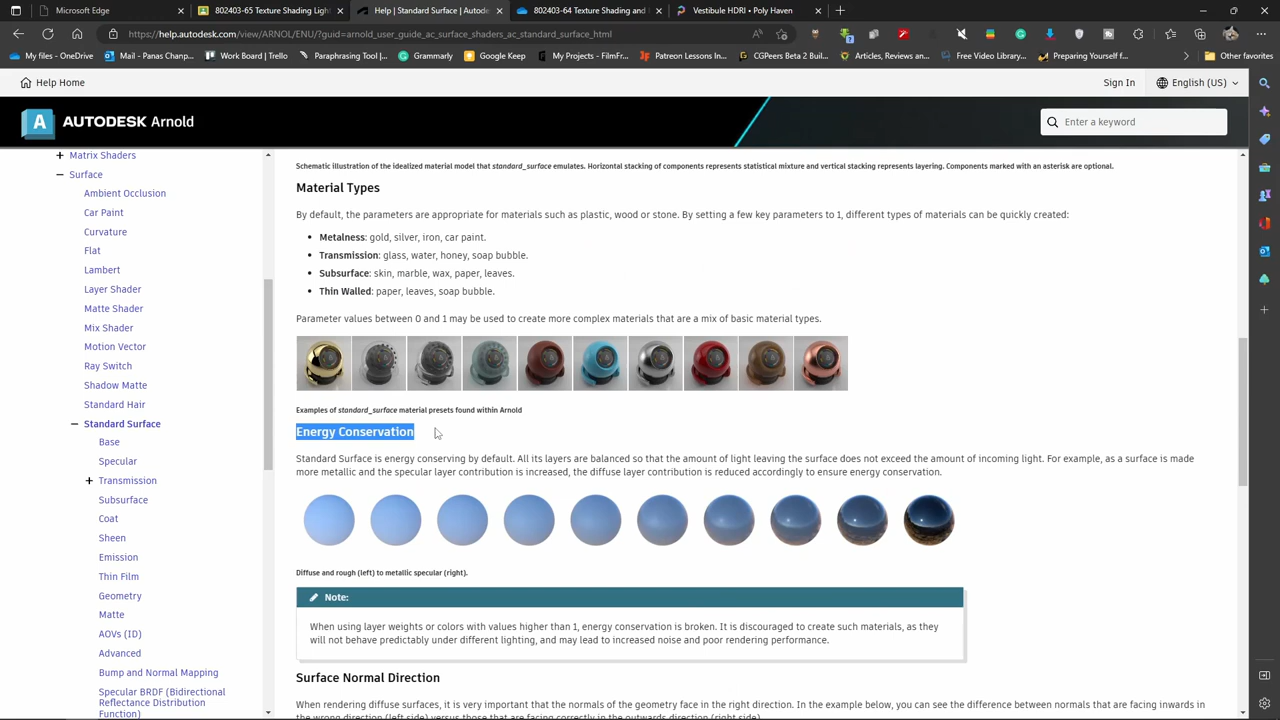 Microsoft Edge
802403-65 Texture Shading and L
Help | Standard Surface | Autode
802403-64 Texture Shading and
Vestibule HDRI • Poly Haven
https://help.autodesk.com/view/ARNOL/ENU/?guid=arnold_user_guide_ac_surface_shaders_ac_standard_surface_html
My files - OneDrive
Mail - Panas Chanp...
Work Board | Trello
Paraphrasing Tool |...
Grammarly
Google Keep
My Projects - FilmFr...
Patreon Lessons In...
CGPeers Beta 2 Buil...
Articles, Reviews an...
Free Video Library...
Preparing Yourself f...
Other favorites
Help Home
Sign In
English (US)
A
AUTODESK Arnold
Enter a keyword
Matrix Shaders
Surface
Ambient Occlusion
Car Paint
Curvature
Flat
Lambert
Layer Shader
Matte Shader
Mix Shader
Motion Vector
Ray Switch
Shadow Matte
Standard Hair
Standard Surface
Base
Specular
Transmission
Subsurface
Coat
Sheen
Emission
Thin Film
Geometry
Matte
AOVs (ID)
Advanced
Bump and Normal Mapping
Specular BRDF (Bidirectional
Reflectance Distribution
Function)
Schematic illustration of the idealized material model that standard_surface emulates. Horizontal stacking of components represents statistical mixture and vertical stacking represents layering. Components marked with an asterisk are optional.
Material Types
By default, the parameters are appropriate for materials such as plastic, wood or stone. By setting a few key parameters to 1, different types of materials can be quickly created:
• Metalness: gold, silver, iron, car paint.
• Transmission: glass, water, honey, soap bubble.
• Subsurface: skin, marble, wax, paper, leaves.
• Thin Walled: paper, leaves, soap bubble.
Parameter values between 0 and 1 may be used to create more complex materials that are a mix of basic material types.
Examples of standard_surface material presets found within Arnold
Energy Conservation
Standard Surface is energy conserving by default. All its layers are balanced so that the amount of light leaving the surface does not exceed the amount of incoming light. For example, as a surface is made
more metallic and the specular layer contribution is increased, the diffuse layer contribution is reduced accordingly to ensure energy conservation.
Diffuse and rough (left) to metallic specular (right).
Note:
When using layer weights or colors with values higher than 1, energy conservation is broken. It is discouraged to create such materials, as they
will not behave predictably under different lighting, and may lead to increased noise and poor rendering performance.
Surface Normal Direction
When rendering diffuse surfaces, it is very important that the normals of the geometry face in the right direction. In the example below, you can see the difference between normals that are facing inwards in
the wrong direction (left side) versus those that are facing correctly in the outwards direction (right side).